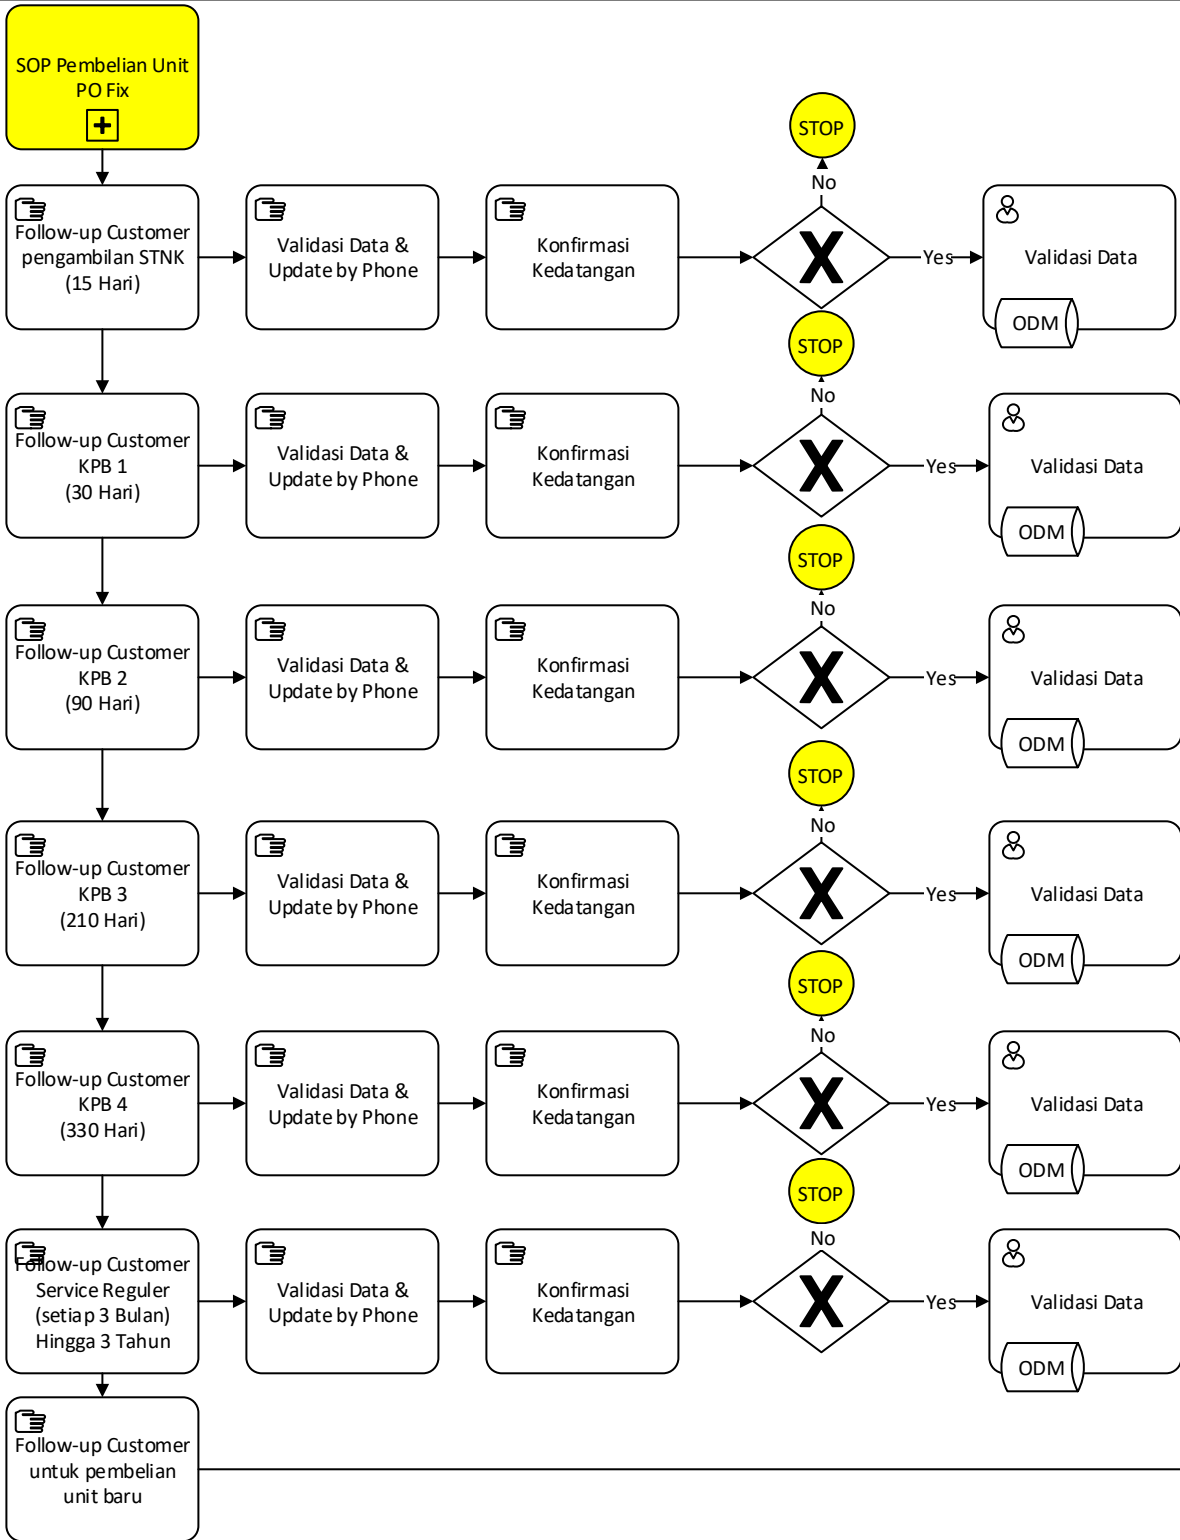 SOP Pembelian Unit
PO Fix
STOP
No
Follow-up Customer
pengambilan STNK
(15 Hari)
Validasi Data &
Update by Phone
Konfirmasi
Kedatangan
X
Yes
Validasi Data
ODM
STOP
No
Follow-up Customer
KPB 1
(30 Hari)
Validasi Data &
Update by Phone
Konfirmasi
Kedatangan
X
Yes
Validasi Data
ODM
STOP
No
Follow-up Customer
KPB 2
(90 Hari)
Validasi Data &
Update by Phone
Konfirmasi
Kedatangan
X
Yes
Validasi Data
ODM
STOP
No
Follow-up Customer
KPB 3
(210 Hari)
Validasi Data &
Update by Phone
Konfirmasi
Kedatangan
X
Yes
Validasi Data
ODM
STOP
No
Follow-up Customer
KPB 4
(330 Hari)
Validasi Data &
Update by Phone
Konfirmasi
Kedatangan
X
Yes
Validasi Data
ODM
STOP
No
Follow-up Customer
Service Reguler
(setiap 3 Bulan)
Hingga 3 Tahun
Validasi Data &
Update by Phone
Konfirmasi
Kedatangan
X
Yes
Validasi Data
ODM
Follow-up Customer
untuk pembelian
unit baru